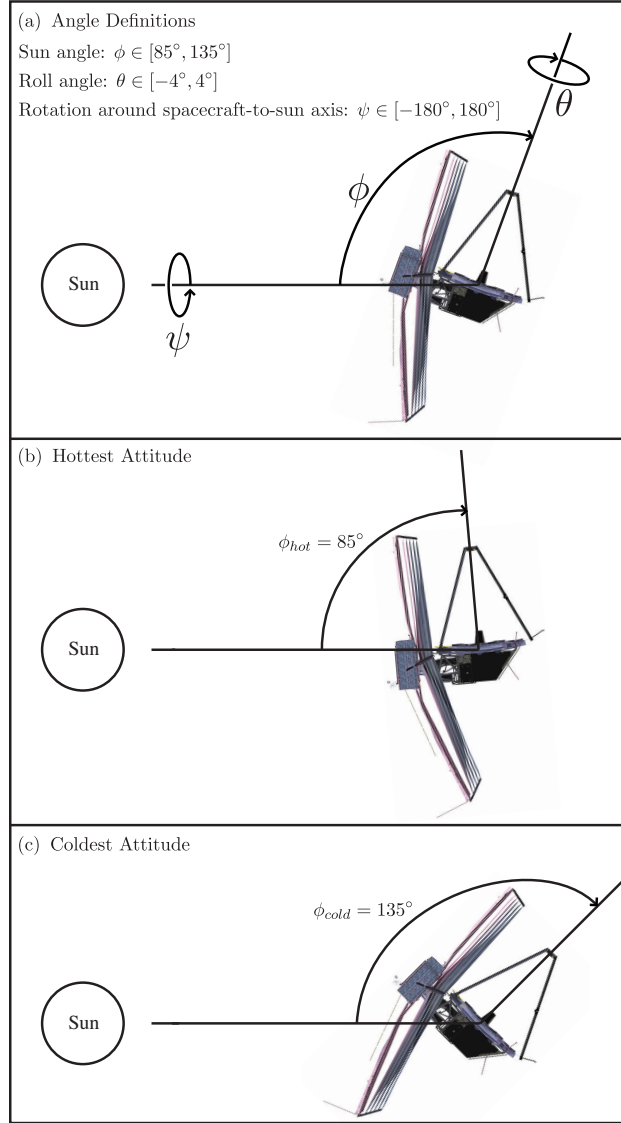 (a) Angle Definitions
Sun angle: ϕ ∈ [85°, 135°]
Roll angle: θ ∈ [−4°, 4°]
Rotation around spacecraft-to-sun axis: ψ ∈ [−180°, 180°]
θ
ϕ
Sun
ψ
(b) Hottest Attitude
ϕhot = 85°
Sun
(c) Coldest Attitude
ϕcold = 135°
Sun